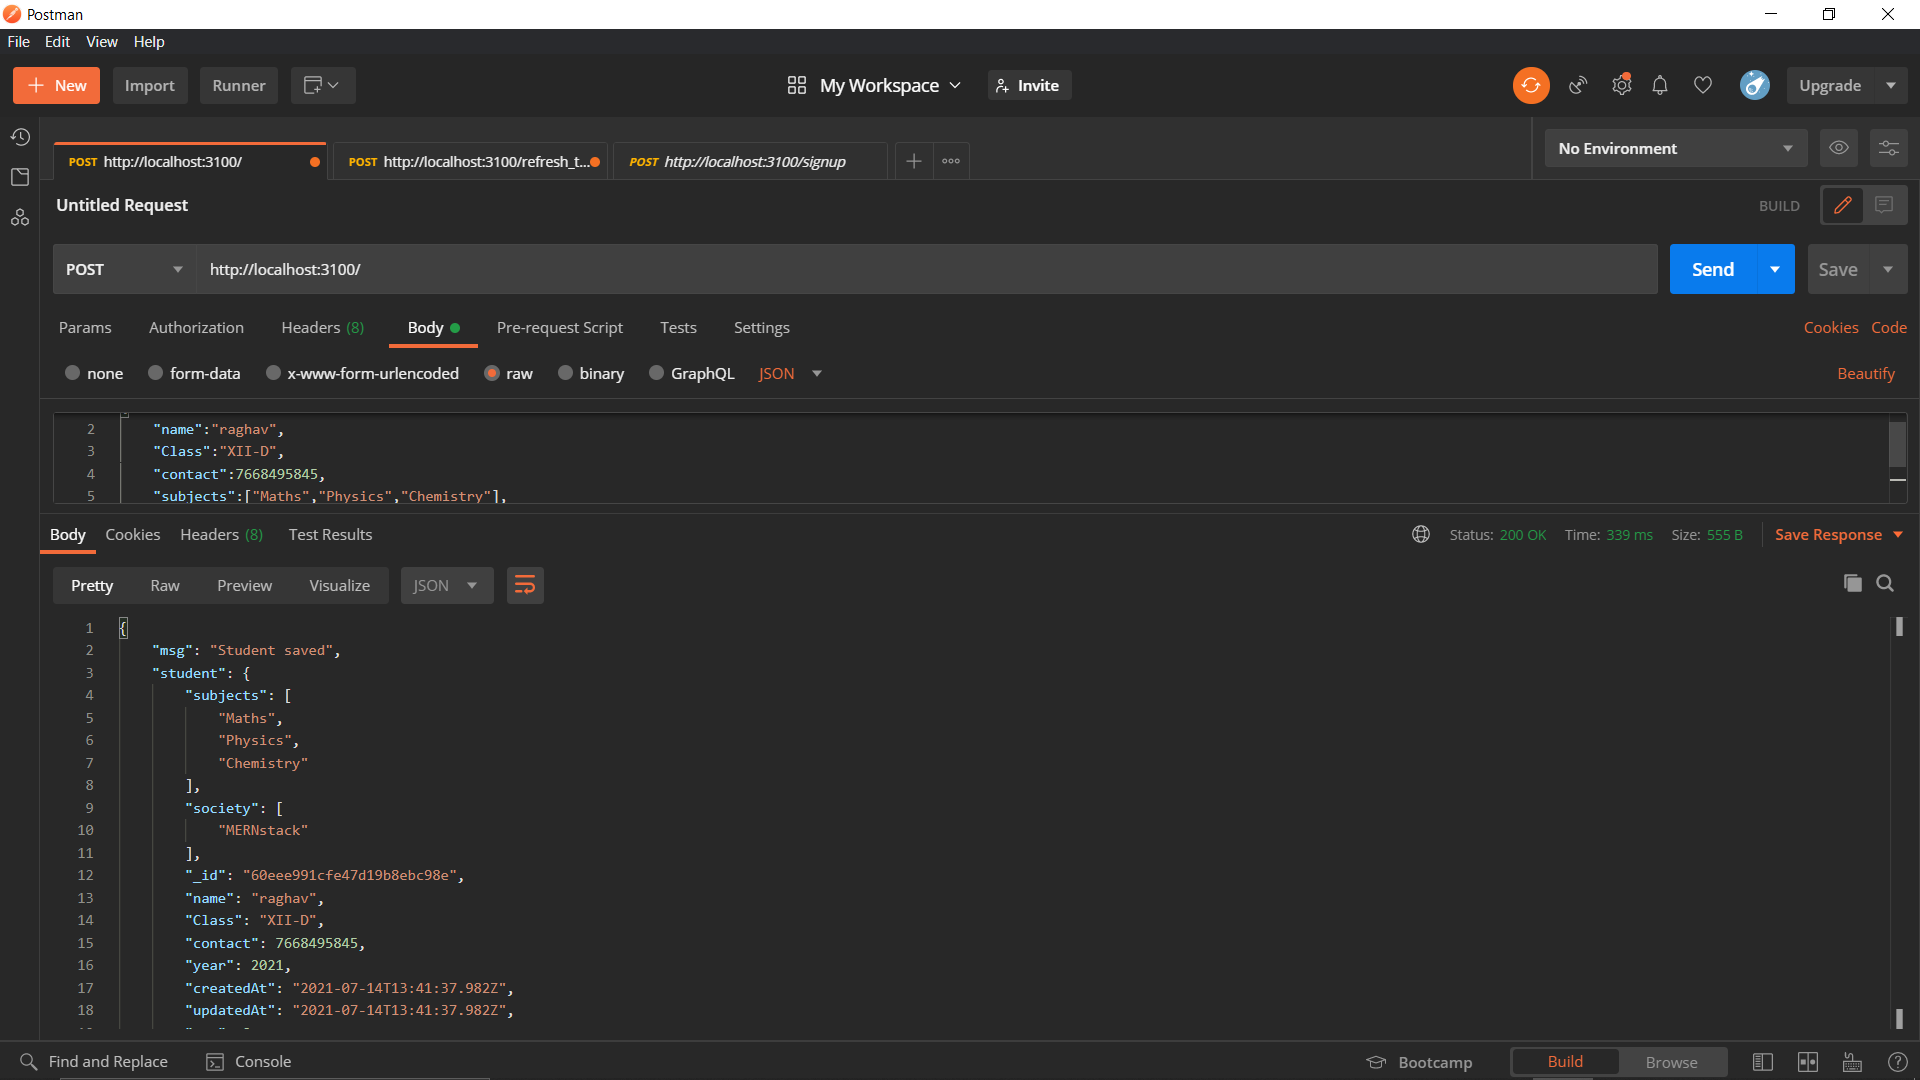 Postman
File Edit View Help
+ New Import Runner My Workspace Invite Upgrade
POST http://localhost:3100/ POST http://localhost:3100/refresh_t... POST http://localhost:3100/signup + ooo No Environment
Untitled Request BUILD
POST http://localhost:3100/ Send Save
Params Authorization Headers (8) Body Pre-request Script Tests Settings Cookies Code
none form-data x-www-form-urlencoded raw binary GraphQL JSON Beautify
2 "name":"raghav",
3 "Class":"XII-D",
4 "contact":7668495845,
5 "subjects":["Maths","Physics","Chemistry"],
Body Cookies Headers (8) Test Results Status: 200 OK Time: 339 ms Size: 555 B Save Response
Pretty Raw Preview Visualize JSON
1 {
2 "msg": "Student saved",
3 "student": {
4 "subjects": [
5 "Maths",
6 "Physics",
7 "Chemistry"
8 ],
9 "society": [
10 "MERNstack"
11 ],
12 "_id": "60eee991cfe47d19b8ebc98e",
13 "name": "raghav",
14 "Class": "XII-D",
15 "contact": 7668495845,
16 "year": 2021,
17 "createdAt": "2021-07-14T13:41:37.982Z",
18 "updatedAt": "2021-07-14T13:41:37.982Z",
Find and Replace Console Bootcamp Build Browse